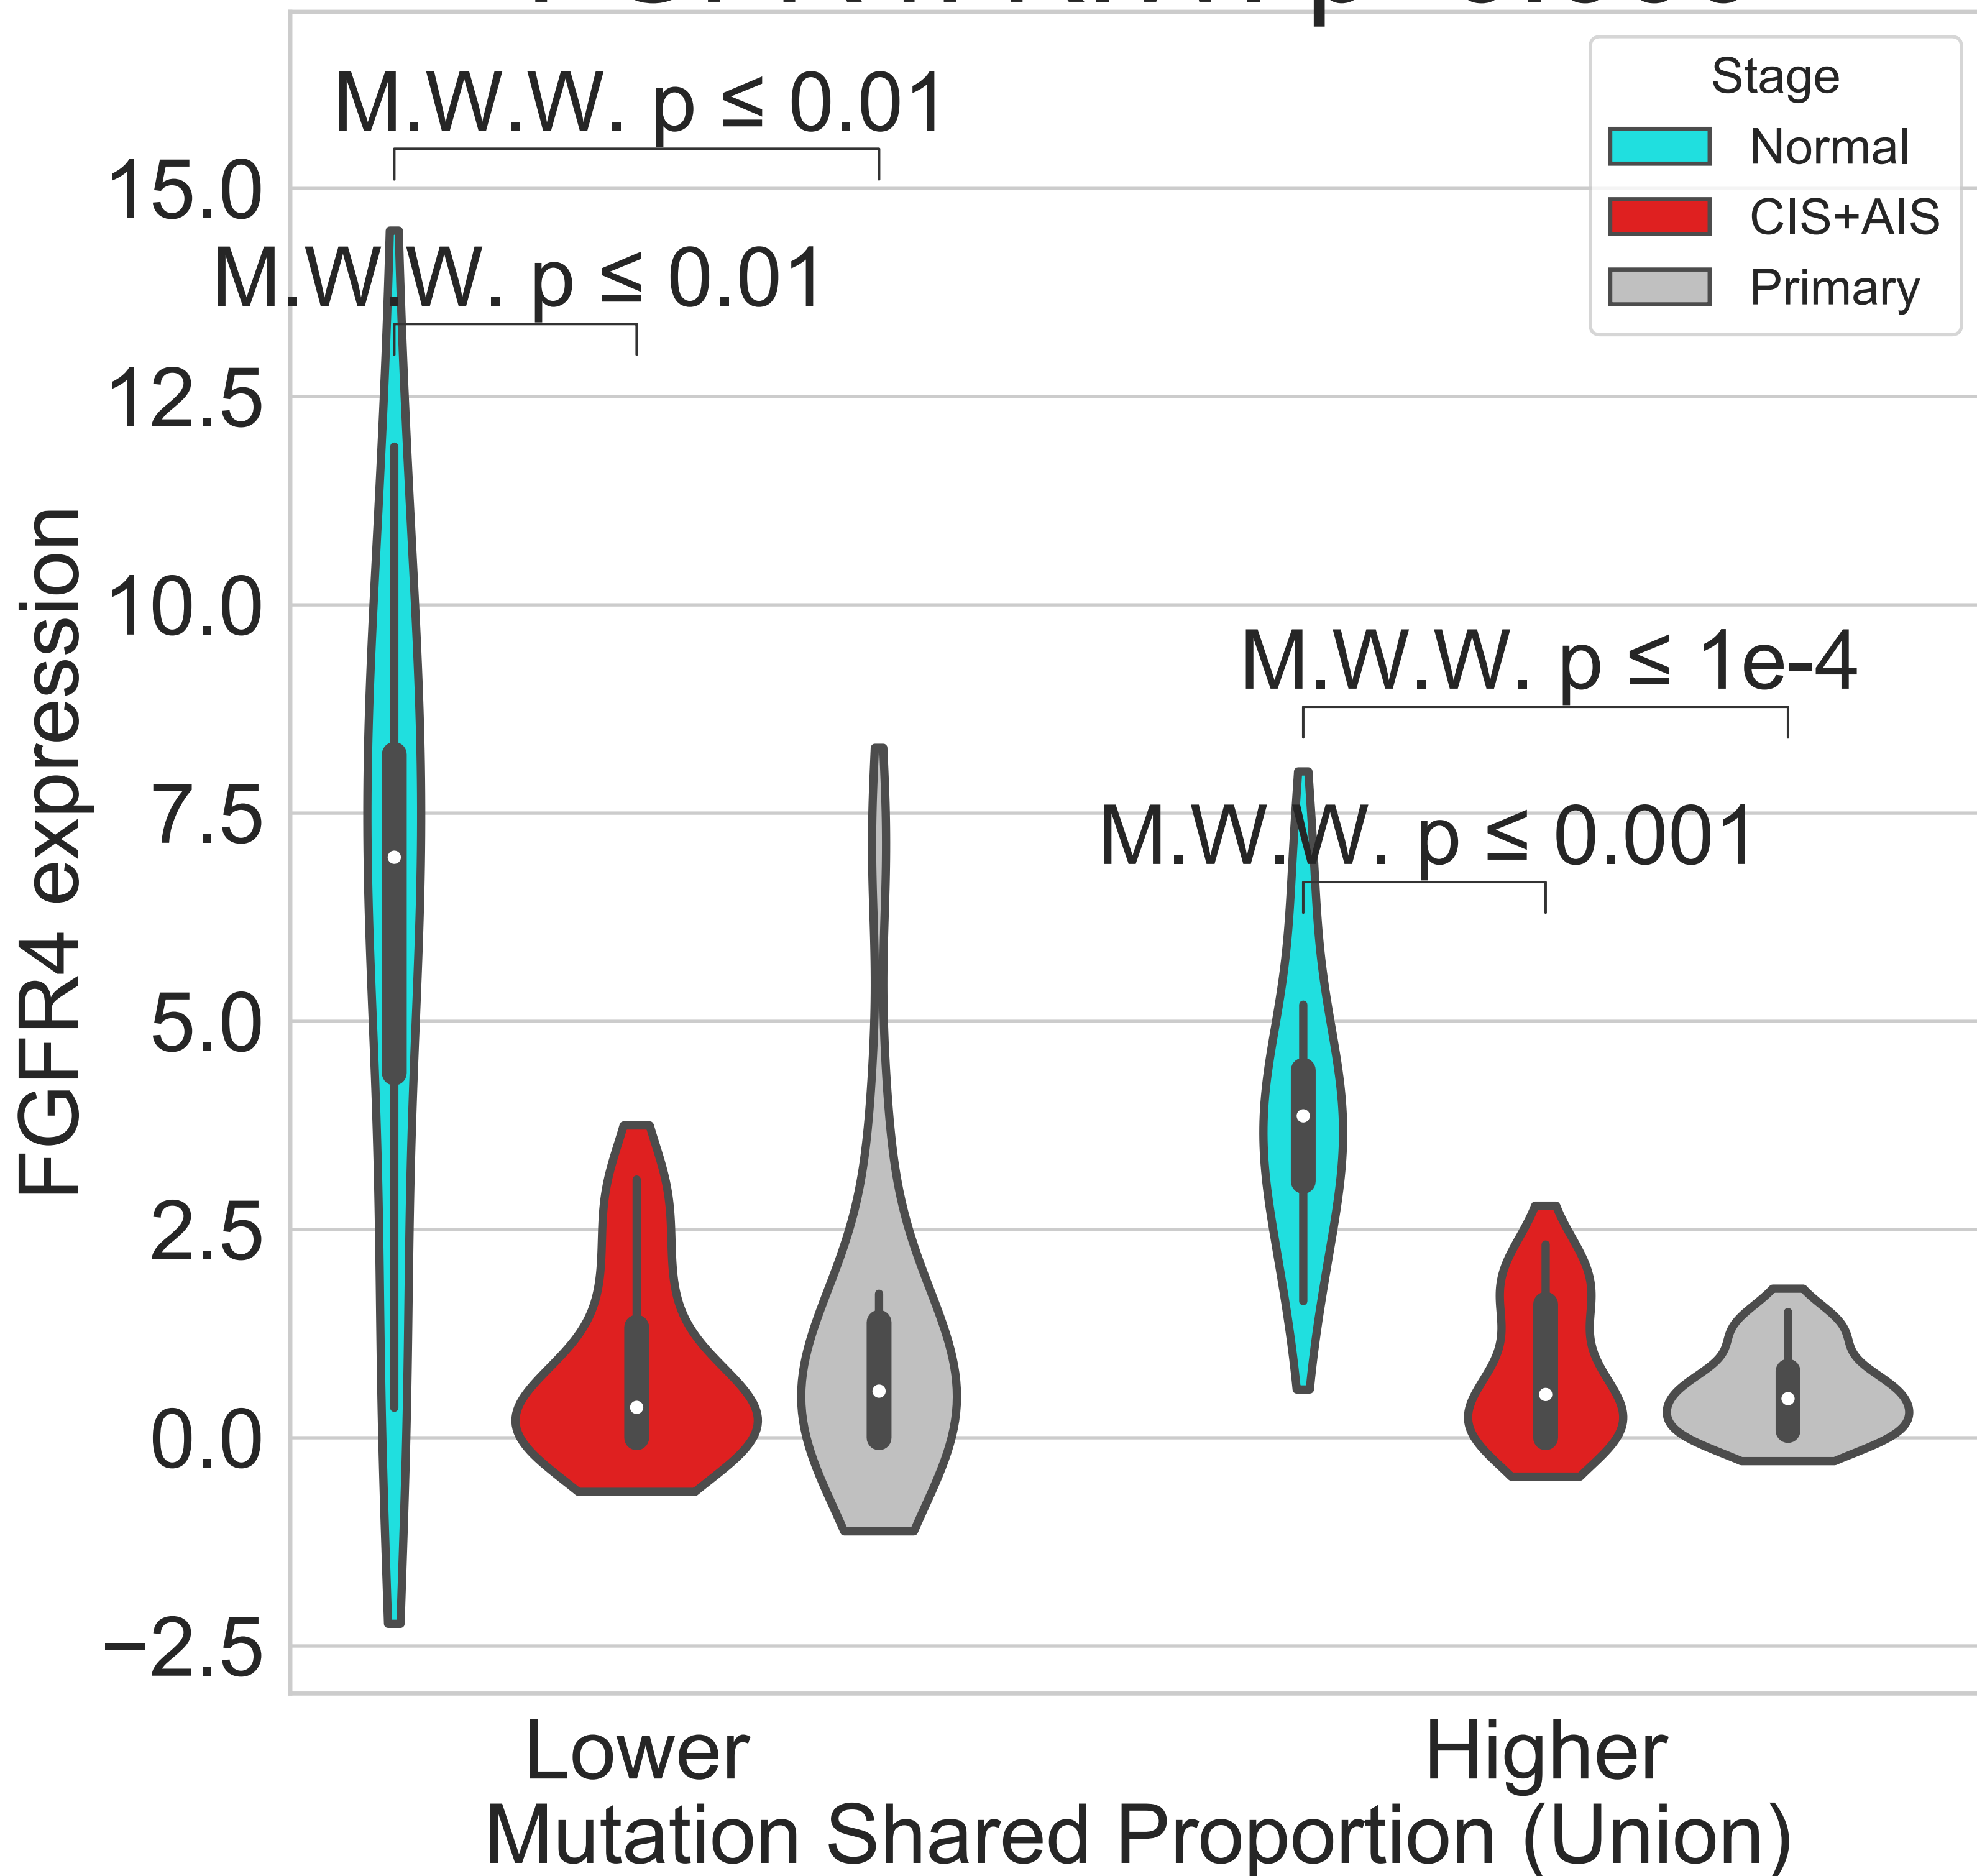 M.W.W. p ≤ 0.01
M.W.W. p ≤ 0.01
M.W.W. p ≤ 1e-4
M.W.W. p ≤ 0.001
Stage
Normal
CIS+AIS
Primary
15.0
12.5
10.0
7.5
5.0
2.5
0.0
−2.5
FGFR4 expression
Lower
Higher
Mutation Shared Proportion (Union)